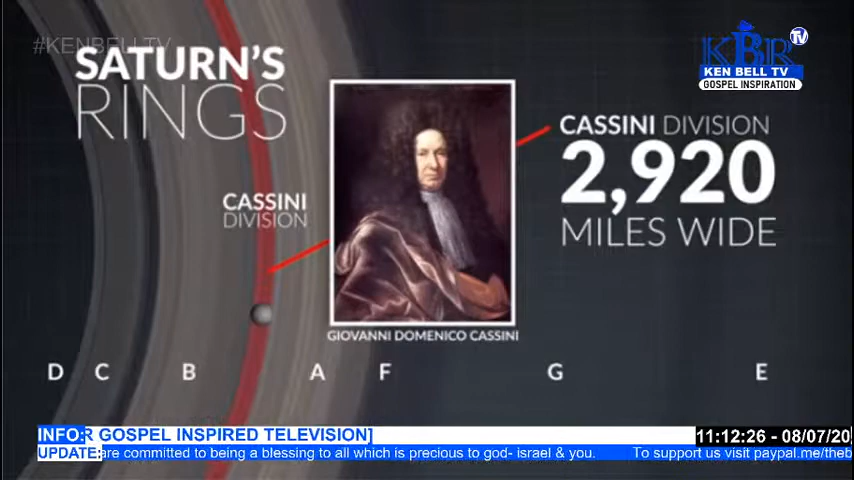 #KENBELLTV
SATURN'S
RINGS
KBR TV
KEN BELL TV
GOSPEL INSPIRATION
CASSINI DIVISION
2,920
MILES WIDE
CASSINI
DIVISION
GIOVANNI DOMENICO CASSINI
D C B A F G E
INFO:R GOSPEL INSPIRED TELEVISION]
11:12:26 - 08/07/20
UPDATE:are committed to being a blessing to all which is precious to god- israel & you. To support us visit paypal.me/theb